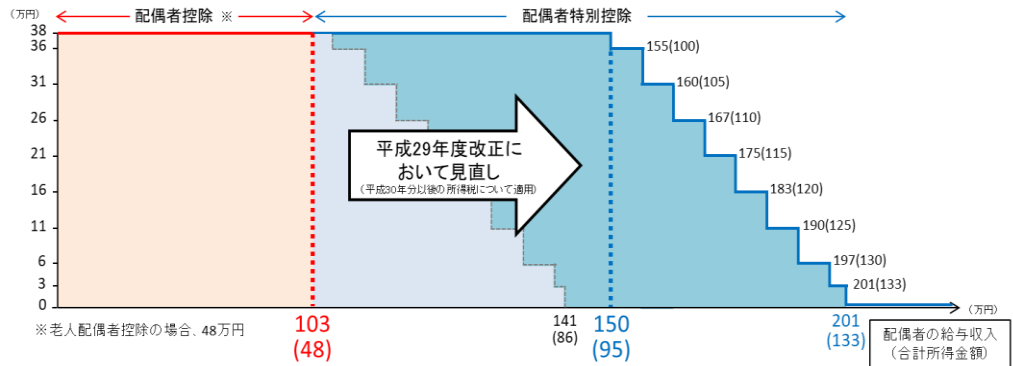 (万円)
配偶者控除 ※
配偶者特別控除
38
36
31
26
21
16
11
6
3
0
155(100)
160(105)
167(110)
175(115)
183(120)
190(125)
197(130)
201(133)
平成29年度改正に
おいて見直し
(平成30年分以後の所得税について適用)
※老人配偶者控除の場合、48万円
103
(48)
141
(86)
150
(95)
201
(133)
(万円)
配偶者の給与収入
(合計所得金額)